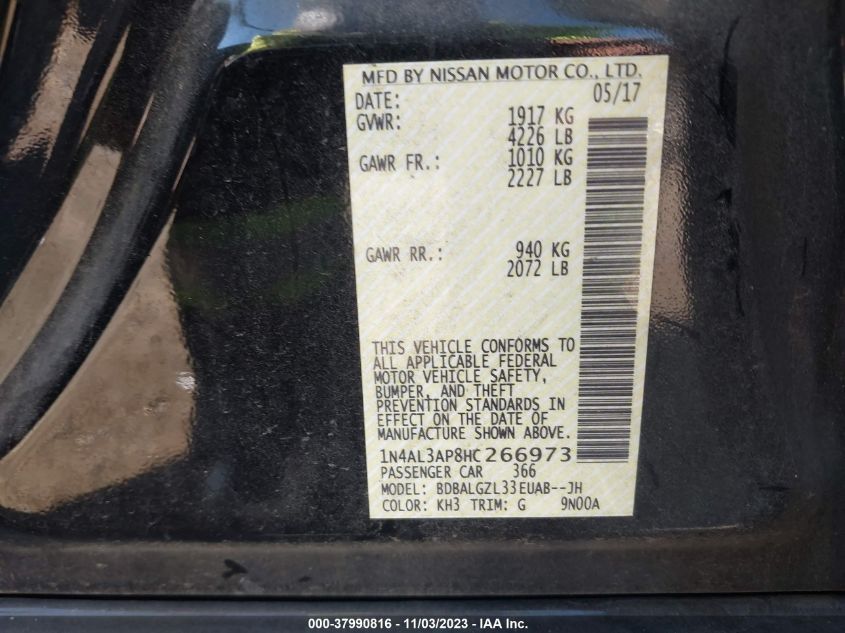 MFD BY NISSAN MOTOR CO., LTD.
DATE: 05/17
GVWR: 1917 KG
4226 LB
GAWR FR.: 1010 KG
2227 LB
GAWR RR.: 940 KG
2072 LB
THIS VEHICLE CONFORMS TO
ALL APPLICABLE FEDERAL
MOTOR VEHICLE SAFETY,
BUMPER, AND THEFT
PREVENTION STANDARDS IN
EFFECT ON THE DATE OF
MANUFACTURE SHOWN ABOVE.
1N4AL3AP8HC266973
PASSENGER CAR 366
MODEL: BDBALGZL33EUAB--JH
COLOR: KH3 TRIM: G 9N00A
000-37990816 - 11/03/2023 - IAA Inc.